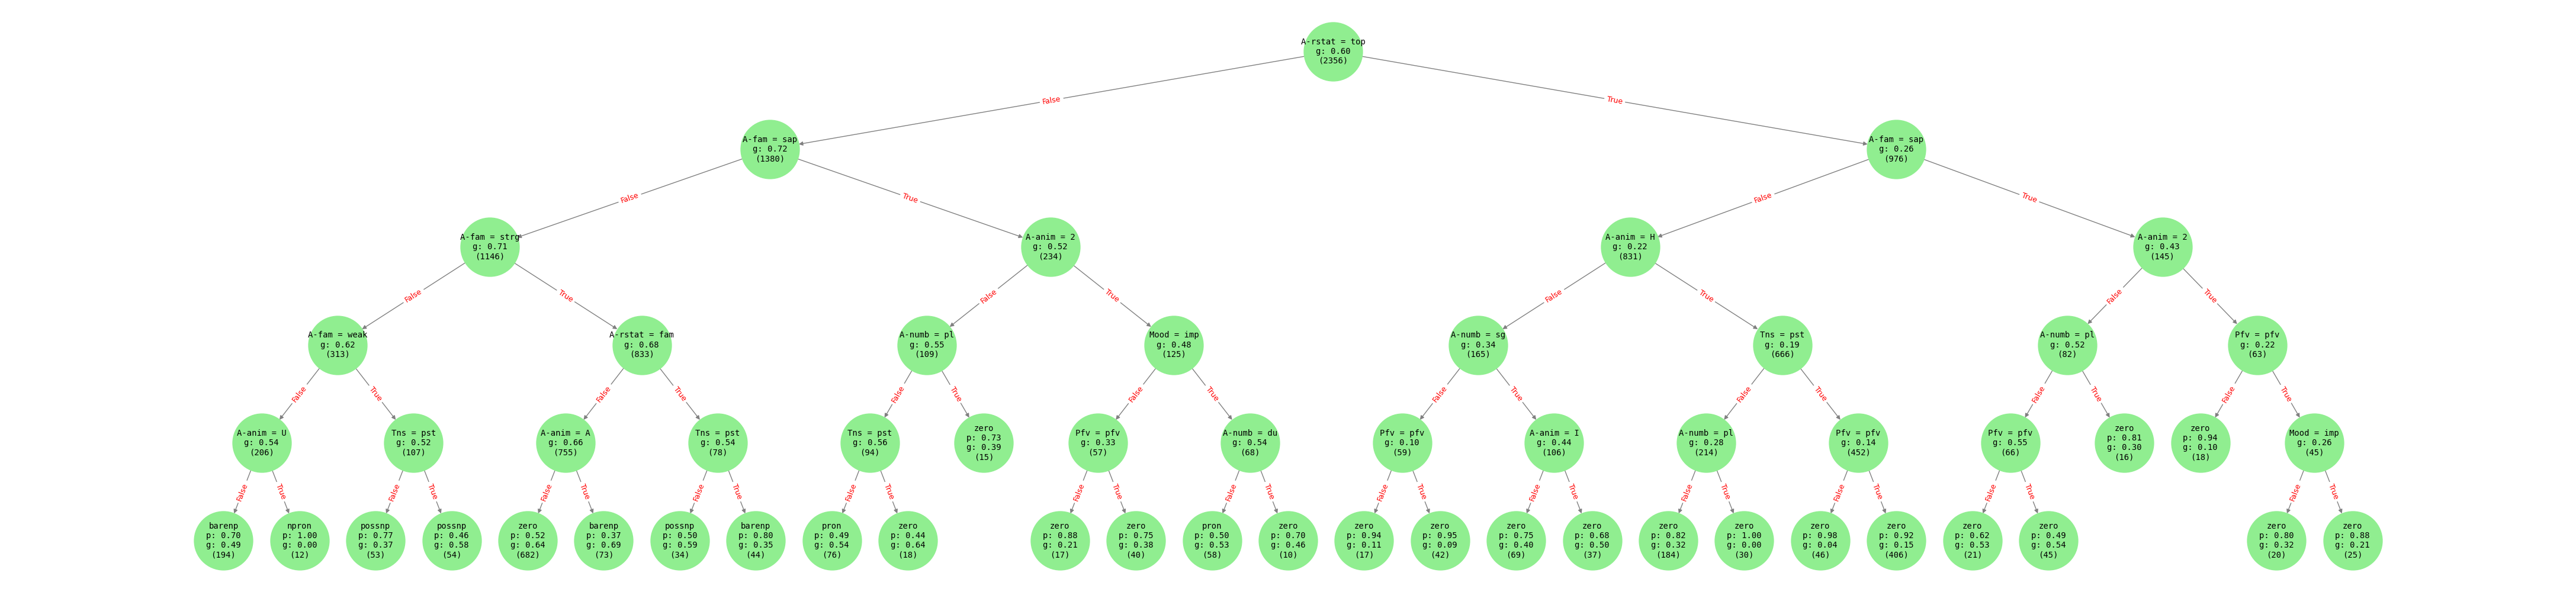 A-rstat = top
g: 0.60
(2356)
False
True
A-fam = sap
g: 0.72
(1380)
A-fam = sap
g: 0.26
(976)
False
True
False
True
A-fam = strg
g: 0.71
(1146)
A-anim = 2
g: 0.52
(234)
A-anim = H
g: 0.22
(831)
A-anim = 2
g: 0.43
(145)
False
True
False
True
False
True
False
True
A-fam = weak
g: 0.62
(313)
A-rstat = fam
g: 0.68
(833)
A-numb = pl
g: 0.55
(109)
Mood = imp
g: 0.48
(125)
A-numb = sg
g: 0.34
(165)
Tns = pst
g: 0.19
(666)
A-numb = pl
g: 0.52
(82)
Pfv = pfv
g: 0.22
(63)
False
True
False
True
False
True
False
True
False
True
False
True
False
True
False
True
A-anim = U
g: 0.54
(206)
Tns = pst
g: 0.52
(107)
A-anim = A
g: 0.66
(755)
Tns = pst
g: 0.54
(78)
Tns = pst
g: 0.56
(94)
zero
p: 0.73
g: 0.39
(15)
Pfv = pfv
g: 0.33
(57)
A-numb = du
g: 0.54
(68)
Pfv = pfv
g: 0.10
(59)
A-anim = I
g: 0.44
(106)
A-numb = pl
g: 0.28
(214)
Pfv = pfv
g: 0.14
(452)
Pfv = pfv
g: 0.55
(66)
zero
p: 0.81
g: 0.30
(16)
zero
p: 0.94
g: 0.10
(18)
Mood = imp
g: 0.26
(45)
False
True
False
True
False
True
False
True
False
True
False
True
False
True
False
True
False
True
False
True
False
True
False
True
False
True
barenp
p: 0.70
g: 0.49
(194)
npron
p: 1.00
g: 0.00
(12)
possnp
p: 0.77
g: 0.37
(53)
possnp
p: 0.46
g: 0.58
(54)
zero
p: 0.52
g: 0.64
(682)
barenp
p: 0.37
g: 0.69
(73)
possnp
p: 0.50
g: 0.59
(34)
barenp
p: 0.80
g: 0.35
(44)
pron
p: 0.49
g: 0.54
(76)
zero
p: 0.44
g: 0.64
(18)
zero
p: 0.88
g: 0.21
(17)
zero
p: 0.75
g: 0.38
(40)
pron
p: 0.50
g: 0.53
(58)
zero
p: 0.70
g: 0.46
(10)
zero
p: 0.94
g: 0.11
(17)
zero
p: 0.95
g: 0.09
(42)
zero
p: 0.75
g: 0.40
(69)
zero
p: 0.68
g: 0.50
(37)
zero
p: 0.82
g: 0.32
(184)
zero
p: 1.00
g: 0.00
(30)
zero
p: 0.98
g: 0.04
(46)
zero
p: 0.92
g: 0.15
(406)
zero
p: 0.62
g: 0.53
(21)
zero
p: 0.49
g: 0.54
(45)
zero
p: 0.80
g: 0.32
(20)
zero
p: 0.88
g: 0.21
(25)